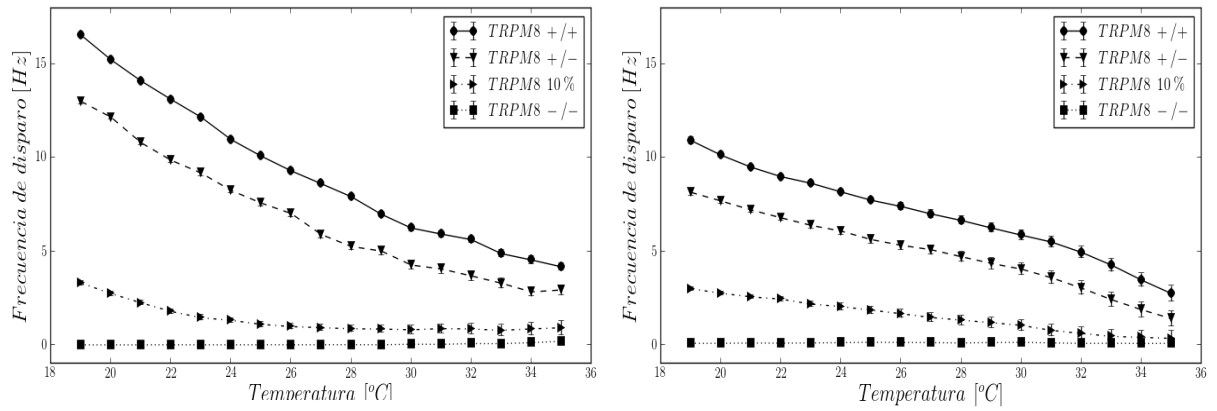 TRPM8 +/+
TRPM8 +/−
TRPM8 10%
TRPM8 −/−
Frecuencia de disparo [Hz]
15
10
5
0
18 20 22 24 26 28 30 32 34 36
Temperatura [ºC]
TRPM8 +/+
TRPM8 +/−
TRPM8 10%
TRPM8 −/−
Frecuencia de disparo [Hz]
15
10
5
0
18 20 22 24 26 28 30 32 34 36
Temperatura [ºC]